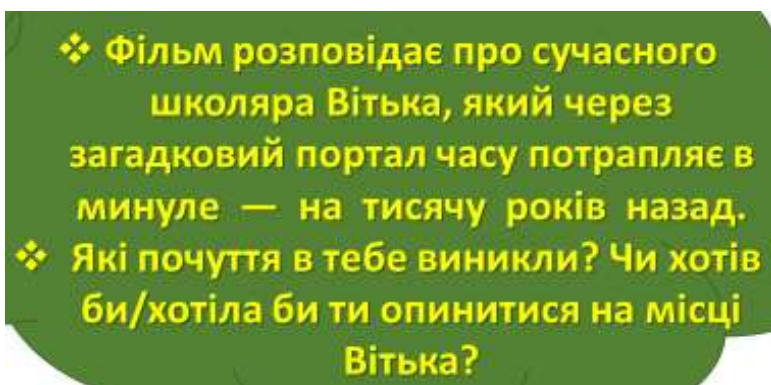 ❖ Фільм розповідає про сучасного
школяра Вітька, який через
загадковий портал часу потрапляє в
минуле — на тисячу років назад.
❖ Які почуття в тебе виникли? Чи хотів
би/хотіла би ти опинитися на місці
Вітька?